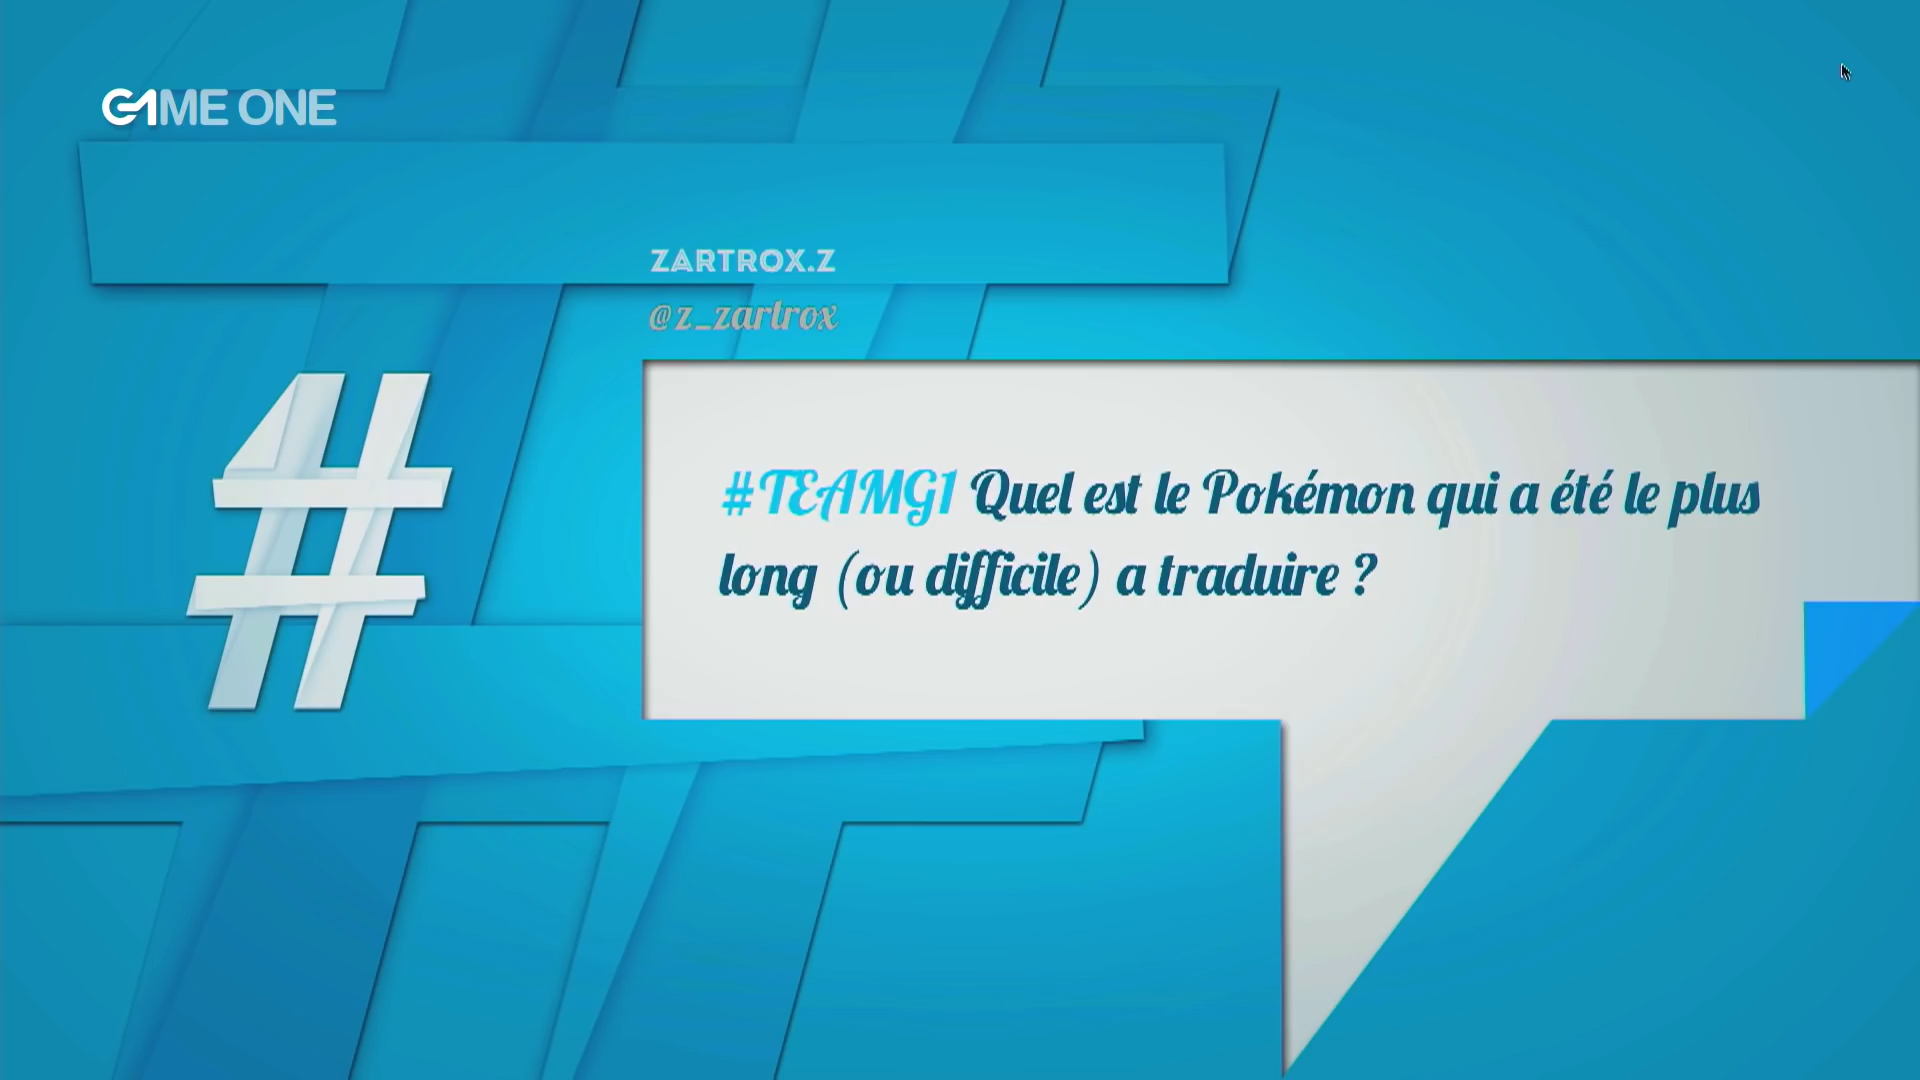 GAME ONE
ZARTROX.Z
@z_zartrox
#TEAMG1 Quel est le Pokémon qui a été le plus
long (ou difficile) a traduire ?